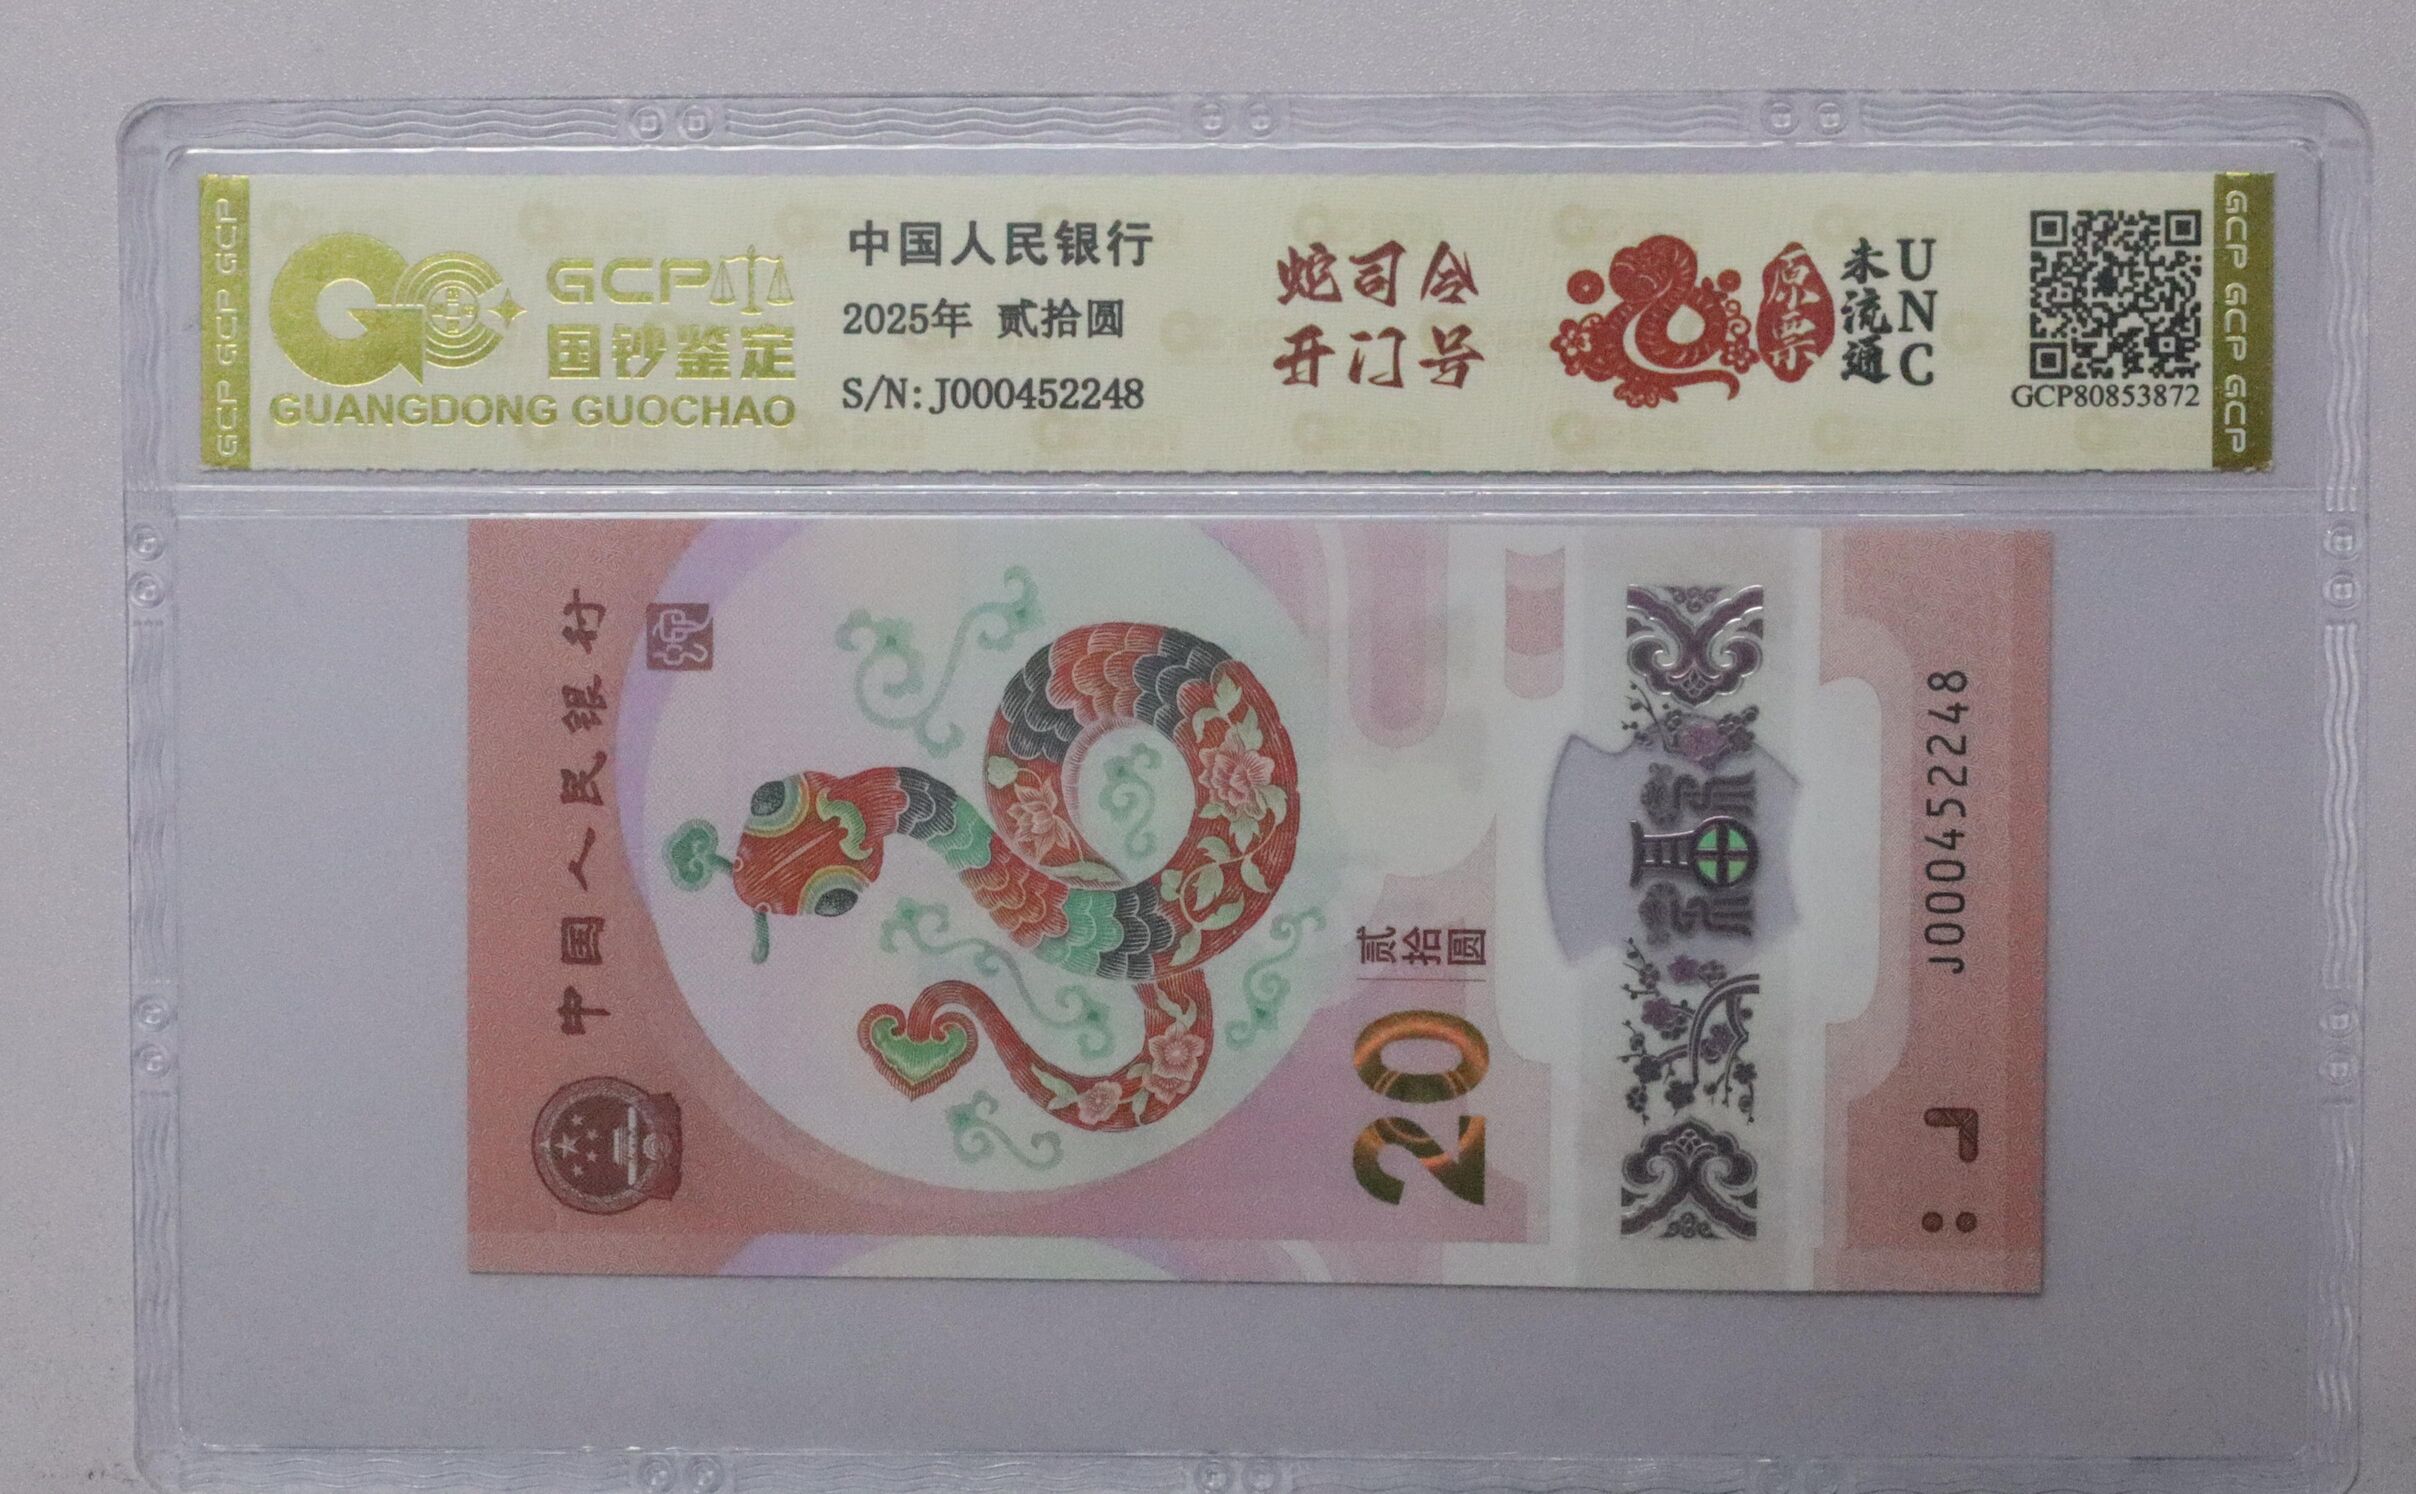 GCP GCP GCP
GCP
国钞鉴定
GUANGDONG GUOCHAO
中国人民银行
2025年 贰拾圆
S/N: J000452248
蛇司令
开门号
原票
未流通
UNC
GCP80853872
GCP GCP GCP
中国人民银行
贰拾圆
20
J000452248